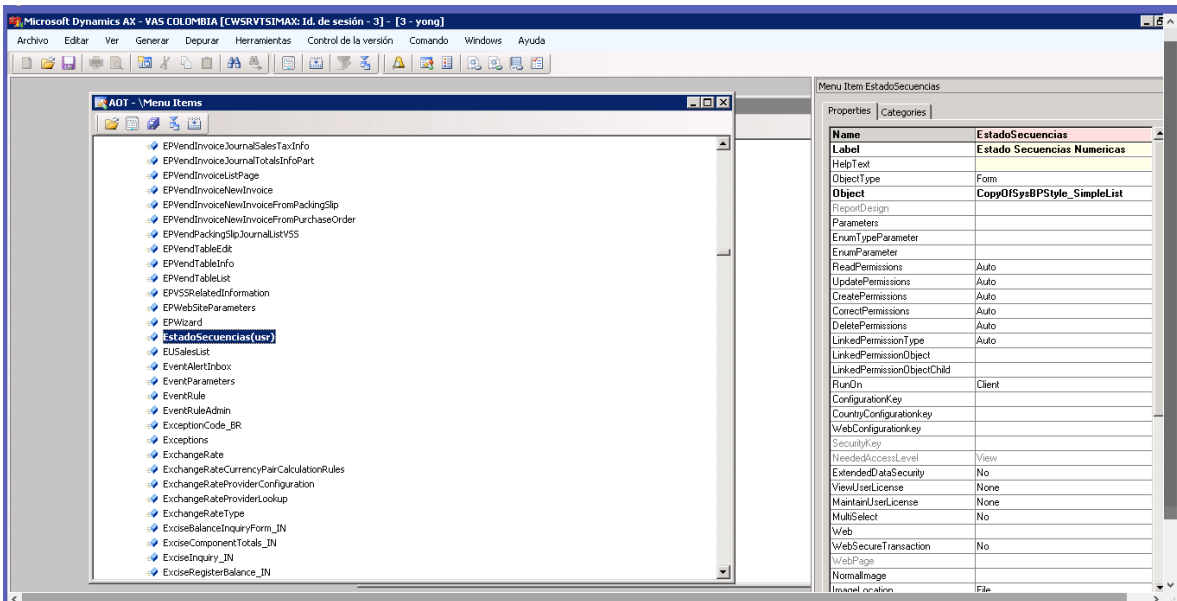 Microsoft Dynamics AX - VAS COLOMBIA [CWSRVTSIMAX: Id. de sesión - 3] - [3 - yong]
Archivo Editar Ver Generar Depurar Herramientas Control de la versión Comando Windows Ayuda
AOT - \Menu Items
EPVendInvoiceJournalSalesTaxInfo
EPVendInvoiceJournalTotalsInfoPart
EPVendInvoiceListPage
EPVendInvoiceNewInvoice
EPVendInvoiceNewInvoiceFromPackingSlip
EPVendInvoiceNewInvoiceFromPurchaseOrder
EPVendPackingSlipJournalListVSS
EPVendTableEdit
EPVendTableInfo
EPVendTableList
EPVSSRelatedInformation
EPWebSiteParameters
EPWizard
EstadoSecuencias(usr)
EUSalesList
EventAlertInbox
EventParameters
EventRule
EventRuleAdmin
ExceptionCode_BR
Exceptions
ExchangeRate
ExchangeRateCurrencyPairCalculationRules
ExchangeRateProviderConfiguration
ExchangeRateProviderLookup
ExchangeRateType
ExciseBalanceInquiryForm_IN
ExciseComponentTotals_IN
ExciseInquiry_IN
ExciseRegisterBalance_IN
Menu Item EstadoSecuencias
Properties Categories
Name EstadoSecuencias
Label Estado Secuencias Numericas
HelpText
ObjectType Form
Object CopyOfSysBPStyle_SimpleList
ReportDesign
Parameters
EnumTypeParameter
EnumParameter
ReadPermissions Auto
UpdatePermissions Auto
CreatePermissions Auto
CorrectPermissions Auto
DeletePermissions Auto
LinkedPermissionType Auto
LinkedPermissionObject
LinkedPermissionObjectChild
RunOn Client
ConfigurationKey
CountryConfigurationkey
WebConfigurationkey
SecurityKey
NeededAccessLevel View
ExtendedDataSecurity No
ViewUserLicense None
MaintainUserLicense None
MultiSelect No
Web
WebSecureTransaction No
WebPage
NormalImage
ImageLocation File